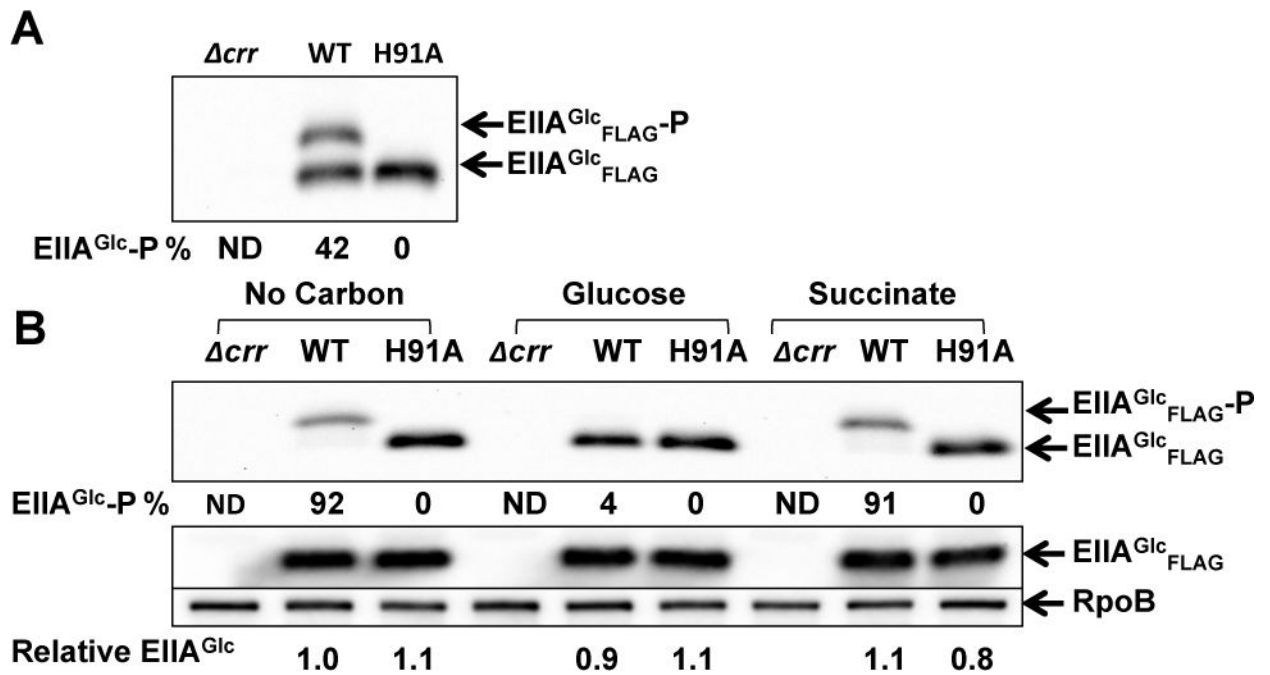 A
Δcrr WT H91A
EIIAGlcFLAG-P
EIIAGlcFLAG
EIIAGlc-P % ND 42 0
No Carbon Glucose Succinate
B
Δcrr WT H91A Δcrr WT H91A Δcrr WT H91A
EIIAGlcFLAG-P
EIIAGlcFLAG
EIIAGlc-P % ND 92 0 ND 4 0 ND 91 0
EIIAGlcFLAG
RpoB
Relative EIIAGlc 1.0 1.1 0.9 1.1 1.1 0.8